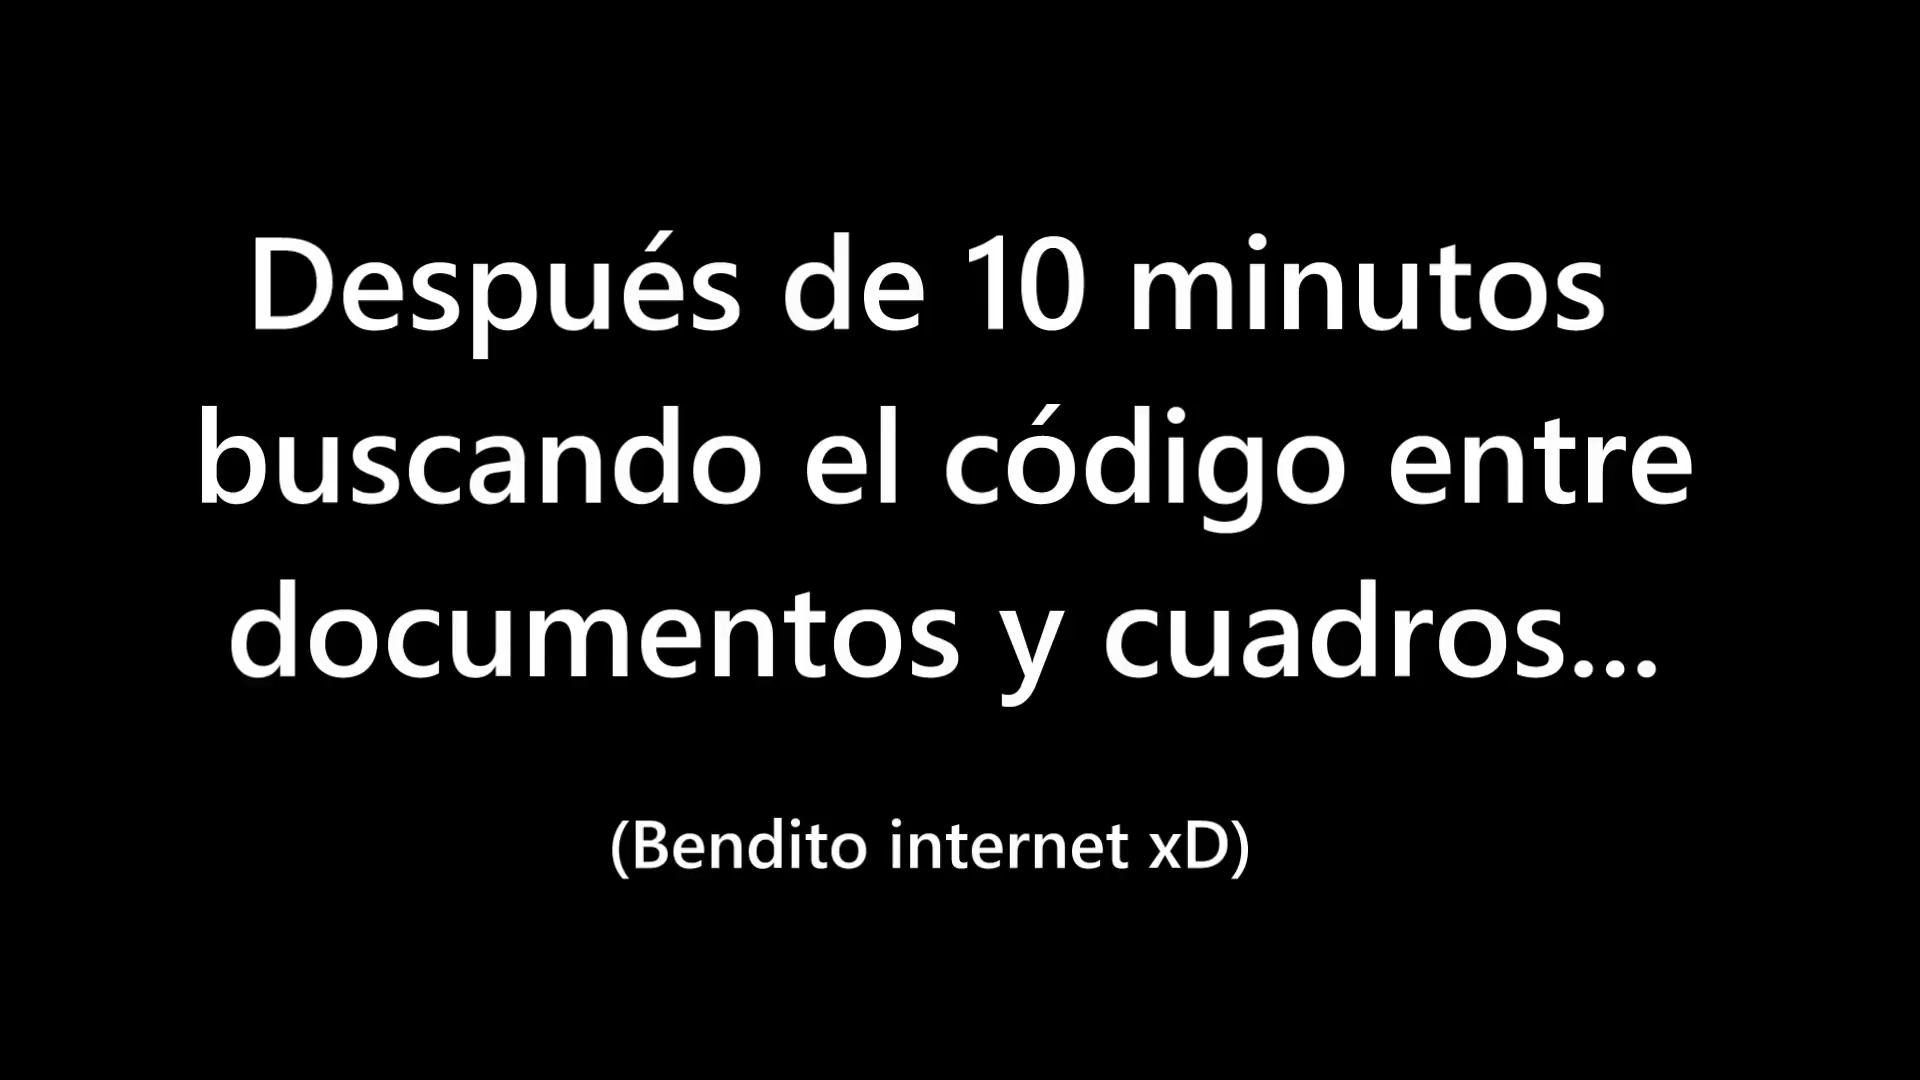 Después de 10 minutos
buscando el código entre
documentos y cuadros...
(Bendito internet xD)